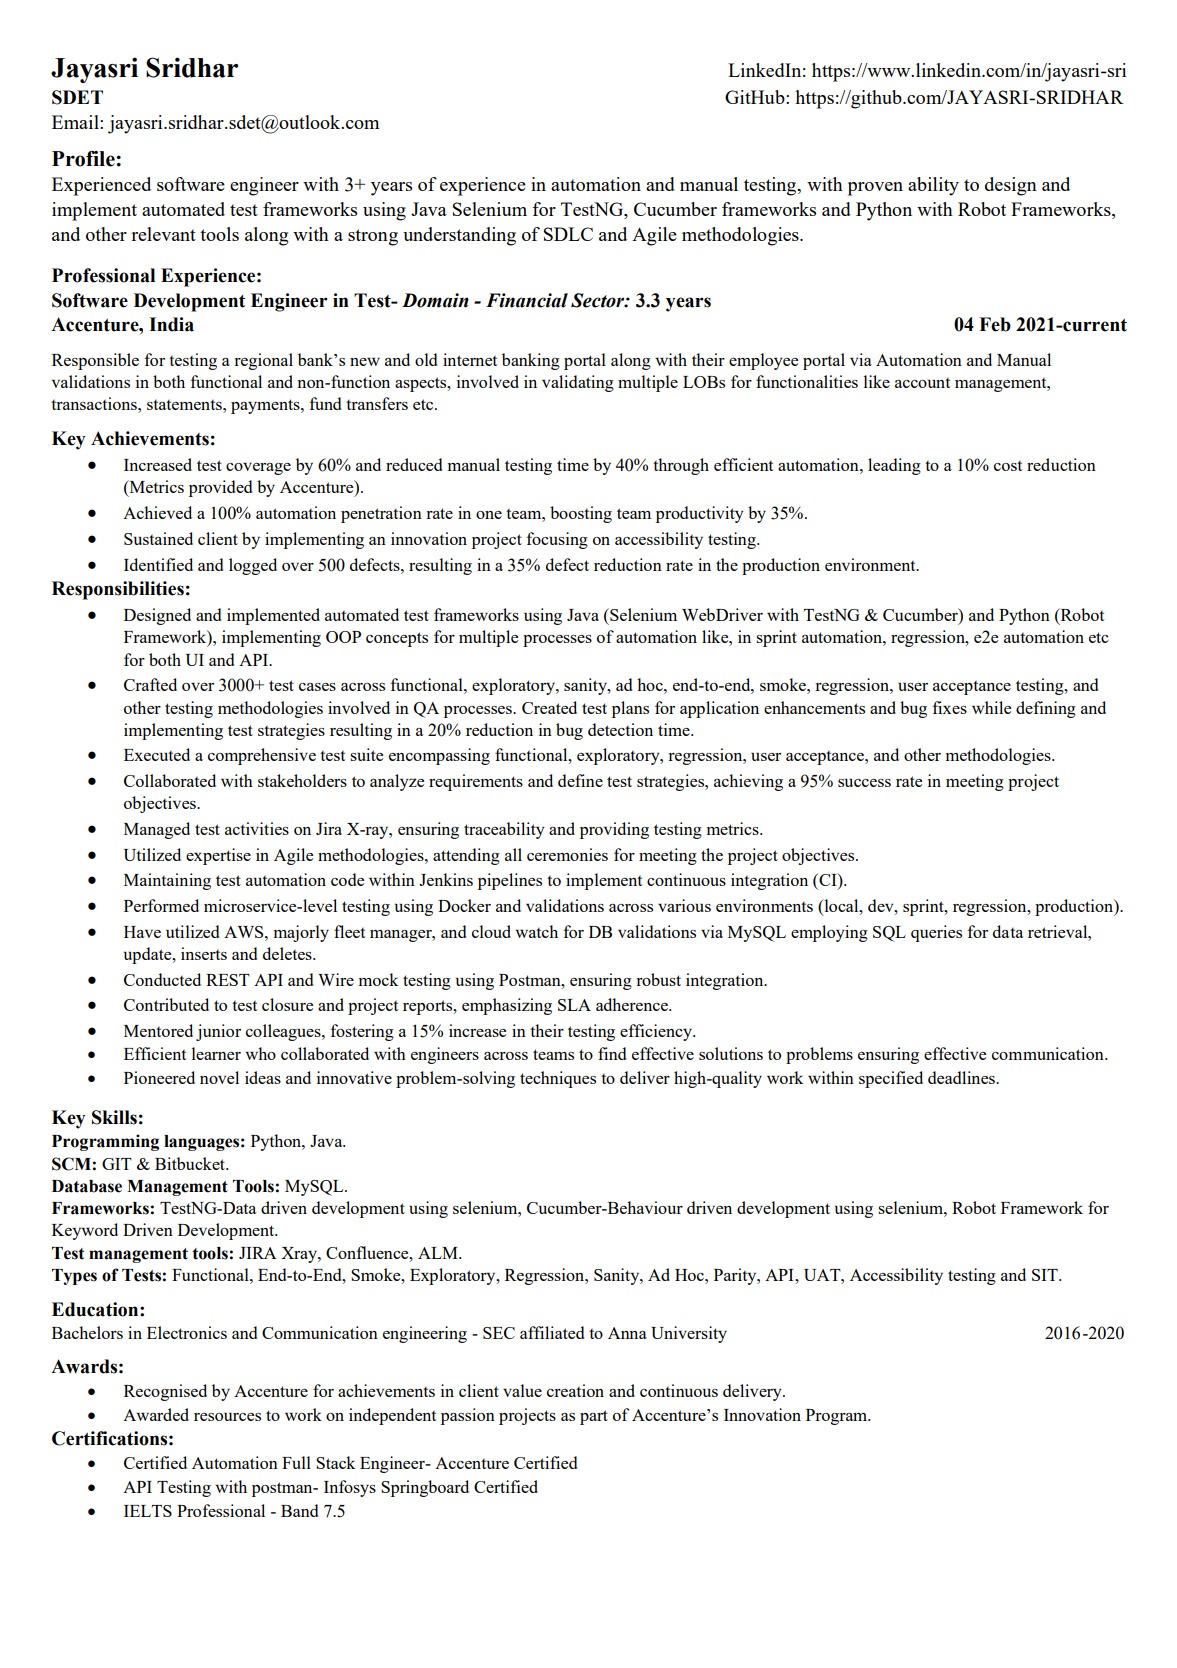 Jayasri Sridhar
LinkedIn: https://www.linkedin.com/in/jayasri-sri
SDET
GitHub: https://github.com/JAYASRI-SRIDHAR
Email: jayasri.sridhar.sdet@outlook.com
Profile:
Experienced software engineer with 3+ years of experience in automation and manual testing, with proven ability to design and
implement automated test frameworks using Java Selenium for TestNG, Cucumber frameworks and Python with Robot Frameworks,
and other relevant tools along with a strong understanding of SDLC and Agile methodologies.
Professional Experience:
Software Development Engineer in Test- Domain - Financial Sector: 3.3 years
Accenture, India 04 Feb 2021-current
Responsible for testing a regional bank’s new and old internet banking portal along with their employee portal via Automation and Manual
validations in both functional and non-function aspects, involved in validating multiple LOBs for functionalities like account management,
transactions, statements, payments, fund transfers etc.
Key Achievements:
• Increased test coverage by 60% and reduced manual testing time by 40% through efficient automation, leading to a 10% cost reduction
(Metrics provided by Accenture).
• Achieved a 100% automation penetration rate in one team, boosting team productivity by 35%.
• Sustained client by implementing an innovation project focusing on accessibility testing.
• Identified and logged over 500 defects, resulting in a 35% defect reduction rate in the production environment.
Responsibilities:
• Designed and implemented automated test frameworks using Java (Selenium WebDriver with TestNG & Cucumber) and Python (Robot
Framework), implementing OOP concepts for multiple processes of automation like, in sprint automation, regression, e2e automation etc
for both UI and API.
• Crafted over 3000+ test cases across functional, exploratory, sanity, ad hoc, end-to-end, smoke, regression, user acceptance testing, and
other testing methodologies involved in QA processes. Created test plans for application enhancements and bug fixes while defining and
implementing test strategies resulting in a 20% reduction in bug detection time.
• Executed a comprehensive test suite encompassing functional, exploratory, regression, user acceptance, and other methodologies.
• Collaborated with stakeholders to analyze requirements and define test strategies, achieving a 95% success rate in meeting project
objectives.
• Managed test activities on Jira X-ray, ensuring traceability and providing testing metrics.
• Utilized expertise in Agile methodologies, attending all ceremonies for meeting the project objectives.
• Maintaining test automation code within Jenkins pipelines to implement continuous integration (CI).
• Performed microservice-level testing using Docker and validations across various environments (local, dev, sprint, regression, production).
• Have utilized AWS, majorly fleet manager, and cloud watch for DB validations via MySQL employing SQL queries for data retrieval,
update, inserts and deletes.
• Conducted REST API and Wire mock testing using Postman, ensuring robust integration.
• Contributed to test closure and project reports, emphasizing SLA adherence.
• Mentored junior colleagues, fostering a 15% increase in their testing efficiency.
• Efficient learner who collaborated with engineers across teams to find effective solutions to problems ensuring effective communication.
• Pioneered novel ideas and innovative problem-solving techniques to deliver high-quality work within specified deadlines.
Key Skills:
Programming languages: Python, Java.
SCM: GIT & Bitbucket.
Database Management Tools: MySQL.
Frameworks: TestNG-Data driven development using selenium, Cucumber-Behaviour driven development using selenium, Robot Framework for
Keyword Driven Development.
Test management tools: JIRA Xray, Confluence, ALM.
Types of Tests: Functional, End-to-End, Smoke, Exploratory, Regression, Sanity, Ad Hoc, Parity, API, UAT, Accessibility testing and SIT.
Education:
Bachelors in Electronics and Communication engineering - SEC affiliated to Anna University 2016-2020
Awards:
• Recognised by Accenture for achievements in client value creation and continuous delivery.
• Awarded resources to work on independent passion projects as part of Accenture’s Innovation Program.
Certifications:
• Certified Automation Full Stack Engineer- Accenture Certified
• API Testing with postman- Infosys Springboard Certified
• IELTS Professional - Band 7.5